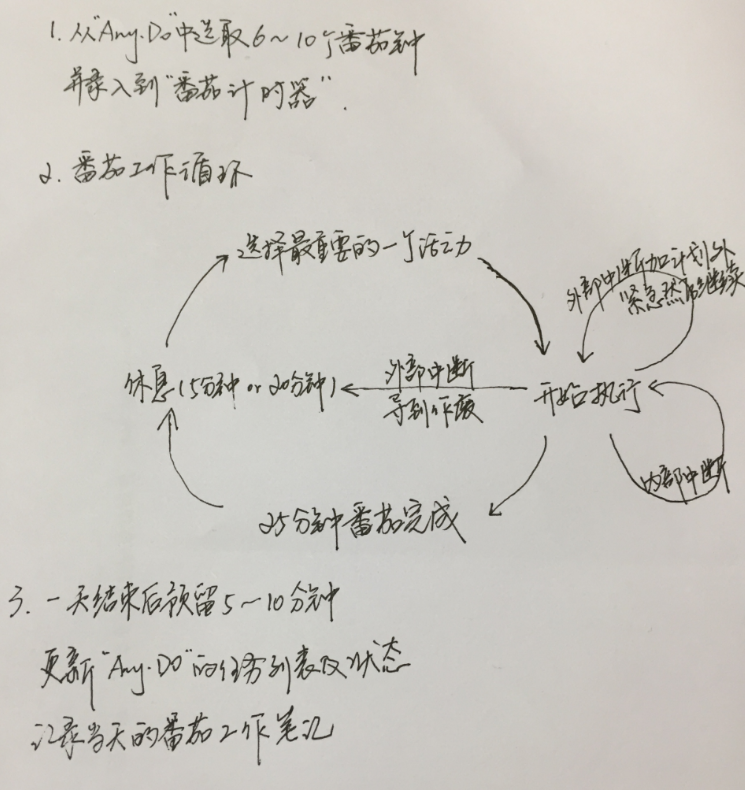 1. 从"Any.Do"中选取6～10个番茄钟
并录入到"番茄计时器".
2. 番茄工作循环
选择最重要的一个活动
外部中断加计划外
紧急然后继续
休息(5分钟 or 20分钟)
外部中断
导到作废
开始执行
内部中断
25分钟番茄完成
3. 一天结束后预留5～10分钟
更新"Any.DO"的任务列表及状态
记录当天的番茄工作笔记